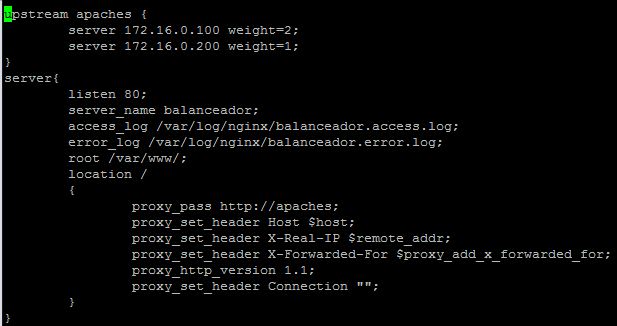 upstream apaches {
        server 172.16.0.100 weight=2;
        server 172.16.0.200 weight=1;
}
server{
        listen 80;
        server_name balanceador;
        access_log /var/log/nginx/balanceador.access.log;
        error_log /var/log/nginx/balanceador.error.log;
        root /var/www/;
        location /
        {
                proxy_pass http://apaches;
                proxy_set_header Host $host;
                proxy_set_header X-Real-IP $remote_addr;
                proxy_set_header X-Forwarded-For $proxy_add_x_forwarded_for;
                proxy_http_version 1.1;
                proxy_set_header Connection "";
        }
}